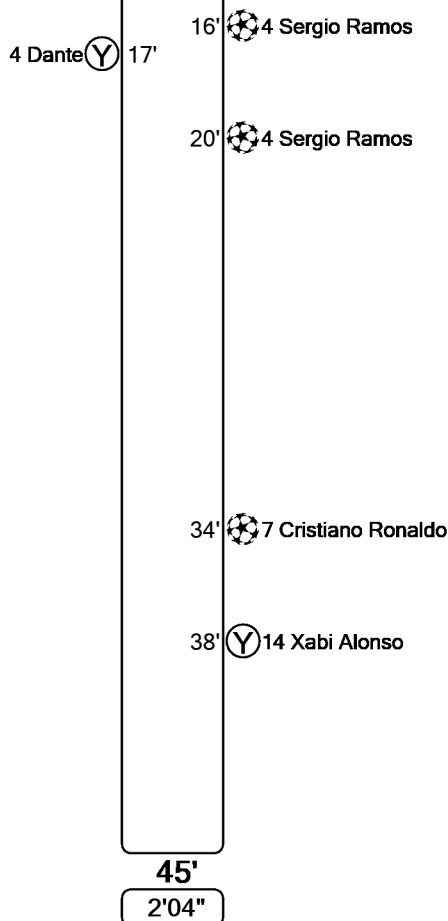 16' 4 Sergio Ramos
4 Dante Y 17'
20' 4 Sergio Ramos
34' 7 Cristiano Ronaldo
38' Y 14 Xabi Alonso
45'
2'04"